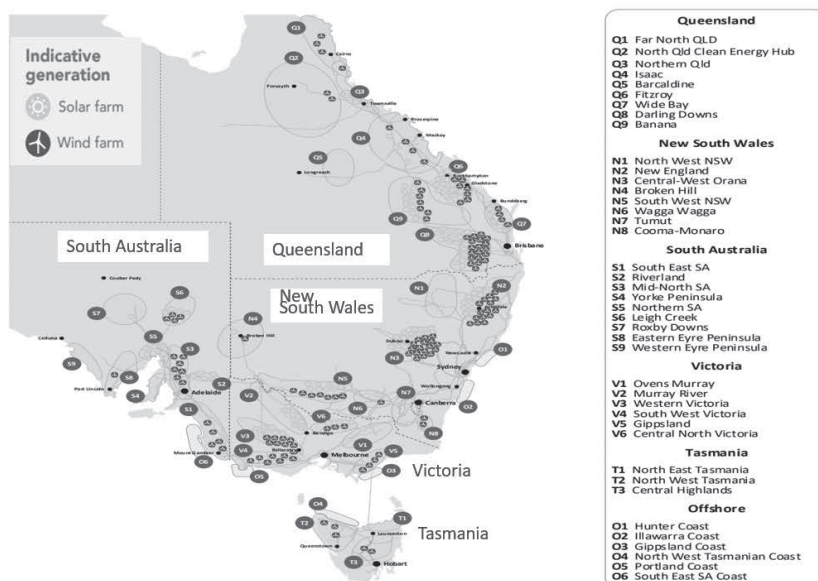 Indicative
generation
Solar farm
Wind farm
Q1
Q2
Cairns
Forsyth
Q3
Townsville
Proserpine
Q4
Mackay
Q5
Longreach
Q6
Rockhampton
Gladstone
Bundaberg
Q9
Q7
Q8
Brisbane
South Australia
Queensland
Coober Pedy
S6
New
South Wales
N1
N2
S7
N4
S5
Broken Hill
Ceduna
S3
Dubbo
N3
Newcastle
O1
S9
S8
Sydney
Port Lincoln
S4
Adelaide
S2
V2
N5
N7
Wollongong
S1
N6
Canberra
O2
V6
Bendigo
N8
V3
V4
Ballarat
V1
V5
Mount Gambier
O6
Melbourne
O5
O3
Victoria
O4
T2
T1
Launceston
Tasmania
Queenstown
T3
Hobart
Queensland
Q1 Far North QLD
Q2 North Qld Clean Energy Hub
Q3 Northern Qld
Q4 Isaac
Q5 Barcaldine
Q6 Fitzroy
Q7 Wide Bay
Q8 Darling Downs
Q9 Banana
New South Wales
N1 North West NSW
N2 New England
N3 Central-West Orana
N4 Broken Hill
N5 South West NSW
N6 Wagga Wagga
N7 Tumut
N8 Cooma-Monaro
South Australia
S1 South East SA
S2 Riverland
S3 Mid-North SA
S4 Yorke Peninsula
S5 Northern SA
S6 Leigh Creek
S7 Roxby Downs
S8 Eastern Eyre Peninsula
S9 Western Eyre Peninsula
Victoria
V1 Ovens Murray
V2 Murray River
V3 Western Victoria
V4 South West Victoria
V5 Gippsland
V6 Central North Victoria
Tasmania
T1 North East Tasmania
T2 North West Tasmania
T3 Central Highlands
Offshore
O1 Hunter Coast
O2 Illawarra Coast
O3 Gippsland Coast
O4 North West Tasmanian Coast
O5 Portland Coast
O6 South East SA Coast